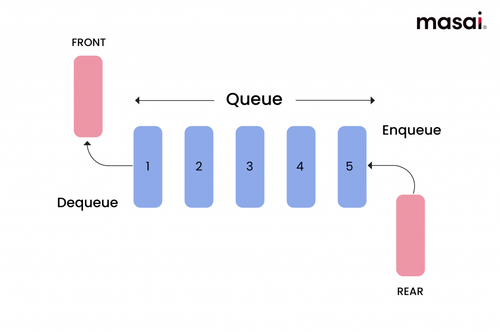 masai
FRONT
Queue
Enqueue
1 2 3 4 5
Dequeue
REAR